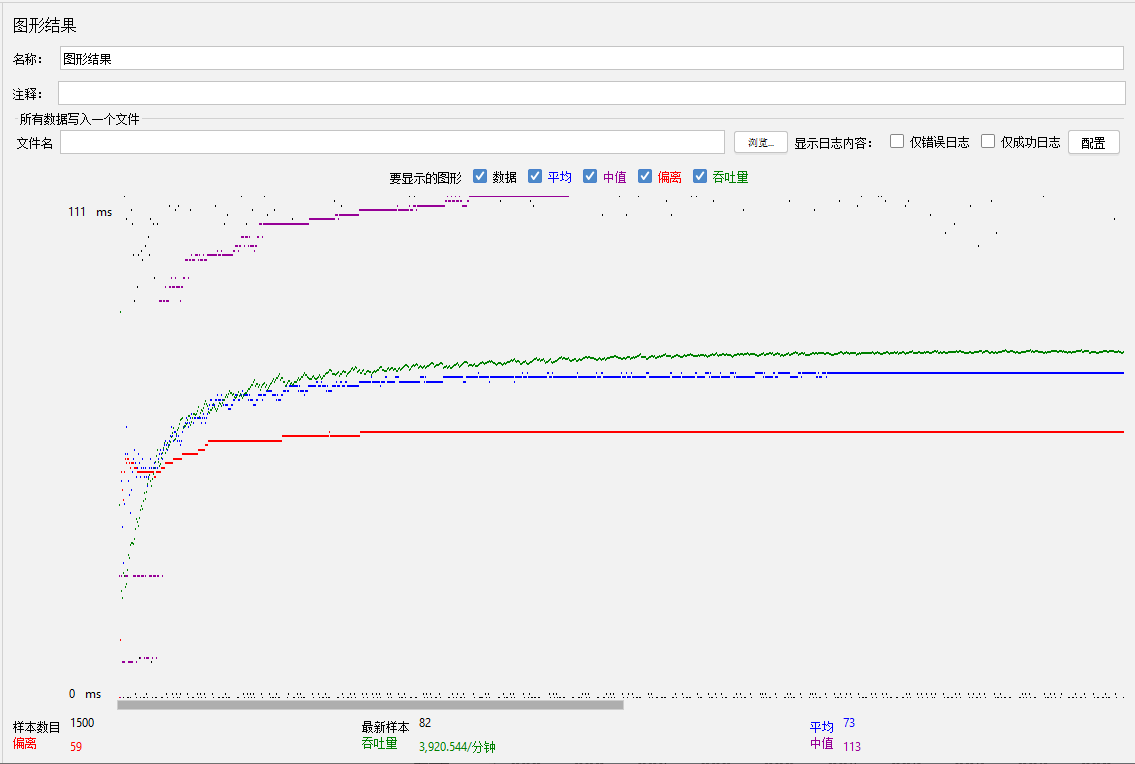 图形结果
名称： 图形结果
注释：
所有数据写入一个文件
文件名 浏览... 显示日志内容： 仅错误日志 仅成功日志 配置
要显示的图形 数据 平均 中值 偏离 吞吐量
111 ms
0 ms
样本数目 1500 最新样本 82 平均 73
偏离 59 吞吐量 3,920.544/分钟 中值 113